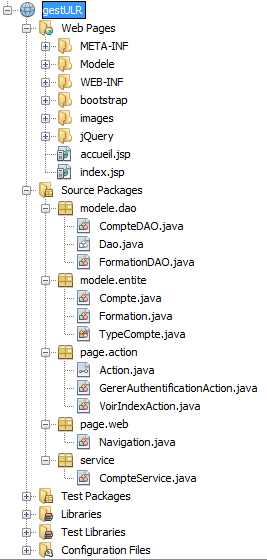 gestULR
Web Pages
META-INF
Modele
WEB-INF
bootstrap
images
jQuery
accueil.jsp
index.jsp
Source Packages
modele.dao
CompteDAO.java
Dao.java
FormationDAO.java
modele.entite
Compte.java
Formation.java
TypeCompte.java
page.action
Action.java
GererAuthentificationAction.java
VoirIndexAction.java
page.web
Navigation.java
service
CompteService.java
Test Packages
Libraries
Test Libraries
Configuration Files